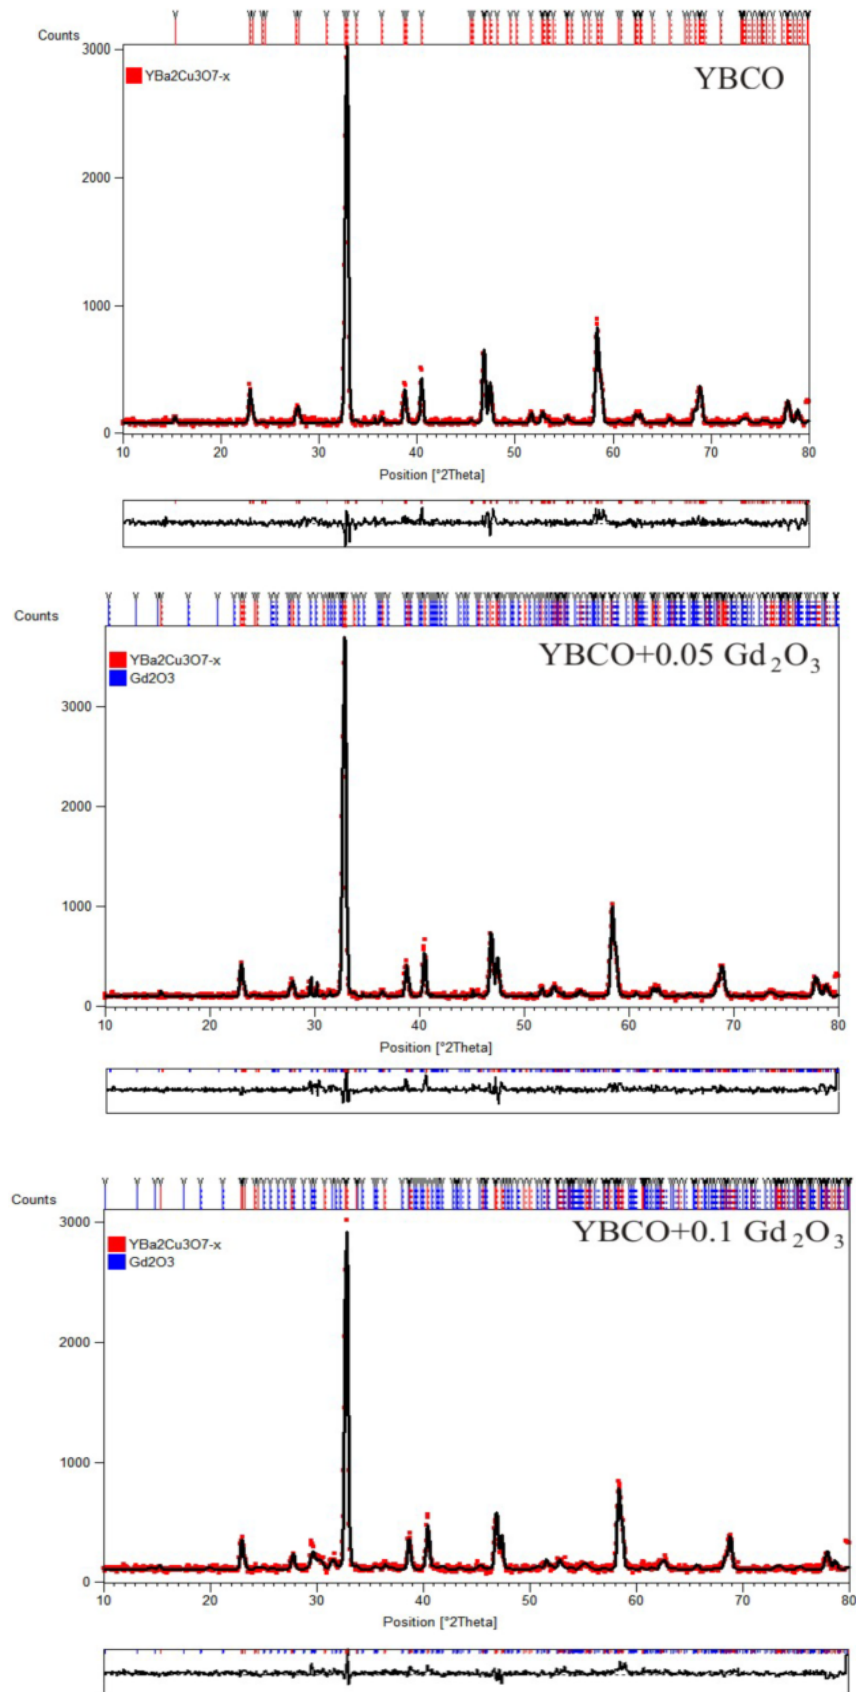 Counts
3000
YBa2Cu3O7-x
YBCO
2000
1000
0
10 20 30 40 50 60 70 80
Position [°2Theta]
Counts
YBa2Cu3O7-x
Gd2O3
YBCO+0.05 Gd₂O₃
3000
2000
1000
0
10 20 30 40 50 60 70 80
Position [°2Theta]
Counts
3000
YBa2Cu3O7-x
Gd2O3
YBCO+0.1 Gd₂O₃
2000
1000
0
10 20 30 40 50 60 70 80
Position [°2Theta]